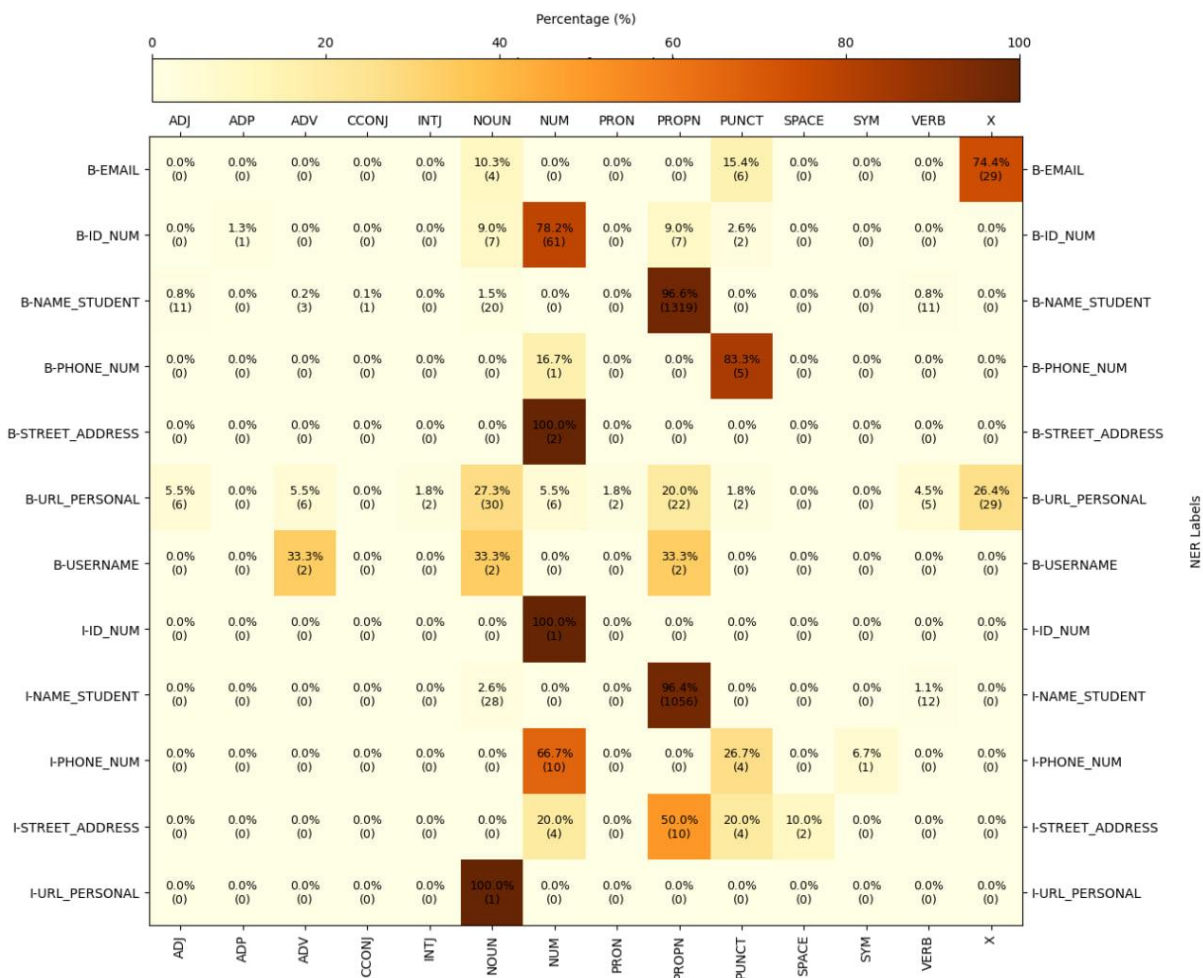 Percentage (%)
0 20 40 60 80 100
ADJ ADP ADV CCONJ INTJ NOUN NUM PRON PROPN PUNCT SPACE SYM VERB X
B-EMAIL 0.0% 0.0% 0.0% 0.0% 0.0% 10.3% 0.0% 0.0% 0.0% 15.4% 0.0% 0.0% 0.0% 74.4% B-EMAIL
(0) (0) (0) (0) (0) (4) (0) (0) (0) (6) (0) (0) (0) (29)
B-ID_NUM 0.0% 1.3% 0.0% 0.0% 0.0% 9.0% 78.2% 0.0% 9.0% 2.6% 0.0% 0.0% 0.0% 0.0% B-ID_NUM
(0) (1) (0) (0) (0) (7) (61) (0) (7) (2) (0) (0) (0) (0)
B-NAME_STUDENT 0.8% 0.0% 0.2% 0.1% 0.0% 1.5% 0.0% 0.0% 96.6% 0.0% 0.0% 0.0% 0.8% 0.0% B-NAME_STUDENT
(11) (0) (3) (1) (0) (20) (0) (0) (1319) (0) (0) (0) (11) (0)
B-PHONE_NUM 0.0% 0.0% 0.0% 0.0% 0.0% 0.0% 16.7% 0.0% 0.0% 83.3% 0.0% 0.0% 0.0% 0.0% B-PHONE_NUM
(0) (0) (0) (0) (0) (0) (1) (0) (0) (5) (0) (0) (0) (0)
B-STREET_ADDRESS 0.0% 0.0% 0.0% 0.0% 0.0% 0.0% 100.0% 0.0% 0.0% 0.0% 0.0% 0.0% 0.0% 0.0% B-STREET_ADDRESS
(0) (0) (0) (0) (0) (0) (2) (0) (0) (0) (0) (0) (0) (0)
B-URL_PERSONAL 5.5% 0.0% 5.5% 0.0% 1.8% 27.3% 5.5% 1.8% 20.0% 1.8% 0.0% 0.0% 4.5% 26.4% B-URL_PERSONAL
(6) (0) (6) (0) (2) (30) (6) (2) (22) (2) (0) (0) (5) (29)
B-USERNAME 0.0% 0.0% 33.3% 0.0% 0.0% 33.3% 0.0% 0.0% 33.3% 0.0% 0.0% 0.0% 0.0% 0.0% B-USERNAME
(0) (0) (2) (0) (0) (2) (0) (0) (2) (0) (0) (0) (0) (0)
I-ID_NUM 0.0% 0.0% 0.0% 0.0% 0.0% 0.0% 100.0% 0.0% 0.0% 0.0% 0.0% 0.0% 0.0% 0.0% I-ID_NUM
(0) (0) (0) (0) (0) (0) (1) (0) (0) (0) (0) (0) (0) (0)
I-NAME_STUDENT 0.0% 0.0% 0.0% 0.0% 0.0% 2.6% 0.0% 0.0% 96.4% 0.0% 0.0% 0.0% 1.1% 0.0% I-NAME_STUDENT
(0) (0) (0) (0) (0) (28) (0) (0) (1056) (0) (0) (0) (12) (0)
I-PHONE_NUM 0.0% 0.0% 0.0% 0.0% 0.0% 0.0% 66.7% 0.0% 0.0% 26.7% 0.0% 6.7% 0.0% 0.0% I-PHONE_NUM
(0) (0) (0) (0) (0) (0) (10) (0) (0) (4) (0) (1) (0) (0)
I-STREET_ADDRESS 0.0% 0.0% 0.0% 0.0% 0.0% 0.0% 20.0% 0.0% 50.0% 20.0% 10.0% 0.0% 0.0% 0.0% I-STREET_ADDRESS
(0) (0) (0) (0) (0) (0) (4) (0) (10) (4) (2) (0) (0) (0)
I-URL_PERSONAL 0.0% 0.0% 0.0% 0.0% 0.0% 100.0% 0.0% 0.0% 0.0% 0.0% 0.0% 0.0% 0.0% 0.0% I-URL_PERSONAL
(0) (0) (0) (0) (0) (1) (0) (0) (0) (0) (0) (0) (0) (0)
ADJ ADP ADV CCONJ INTJ NOUN NUM PRON PROPN PUNCT SPACE SYM VERB X
NER Labels